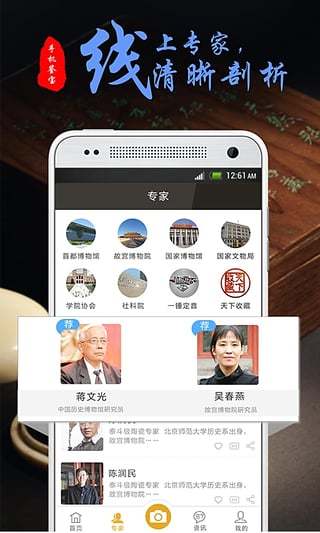 手机鉴宝
线上专家，
清晰剖析
12:61 AM
专家
首都博物馆 故宫博物院 国家博物馆 国家文物局
天下收藏
学院协会 社科院 一锤定音 天下收藏
荐 荐
蒋文光 吴春燕
中国历史博物馆研究员 故宫博物院研究员
泰斗级陶瓷专家 北京师范大学历史系出身，
故宫博物院……
陈润民
泰斗级陶瓷专家 北京师范大学历史系出身，
故宫博物院……
首页 专家 资讯 我的